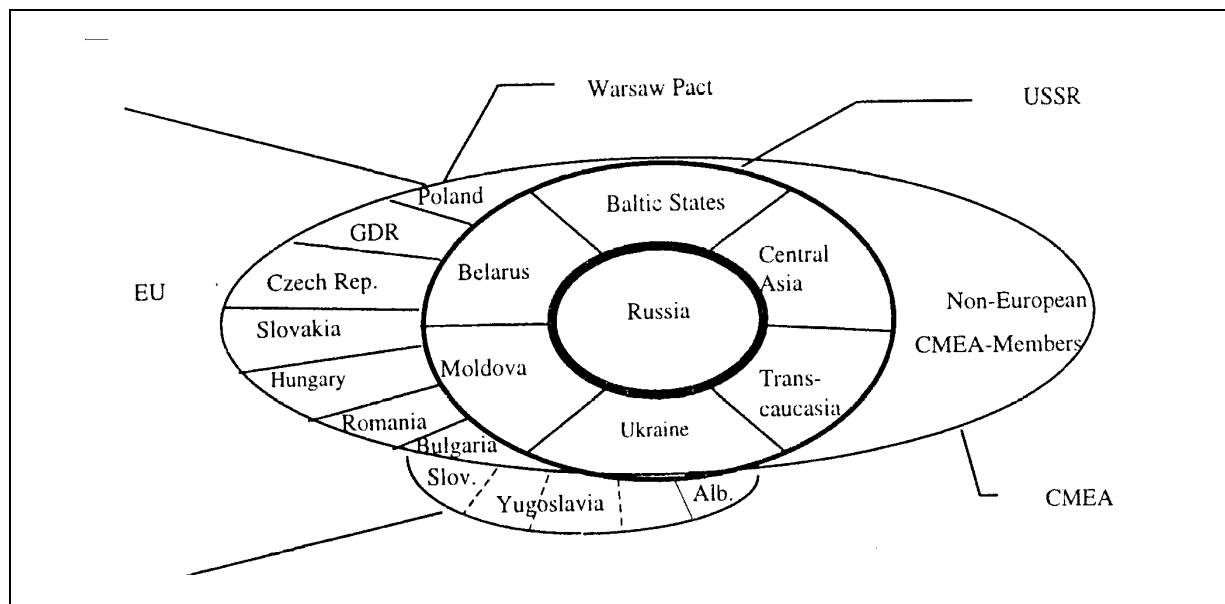 Warsaw Pact
USSR
Poland
Baltic States
GDR
Belarus
Central
Asia
Czech Rep.
EU
Russia
Non-European
Slovakia
CMEA-Members
Hungary
Moldova
Trans-
caucasia
Romania
Ukraine
Bulgaria
Slov.
Yugoslavia
Alb.
CMEA